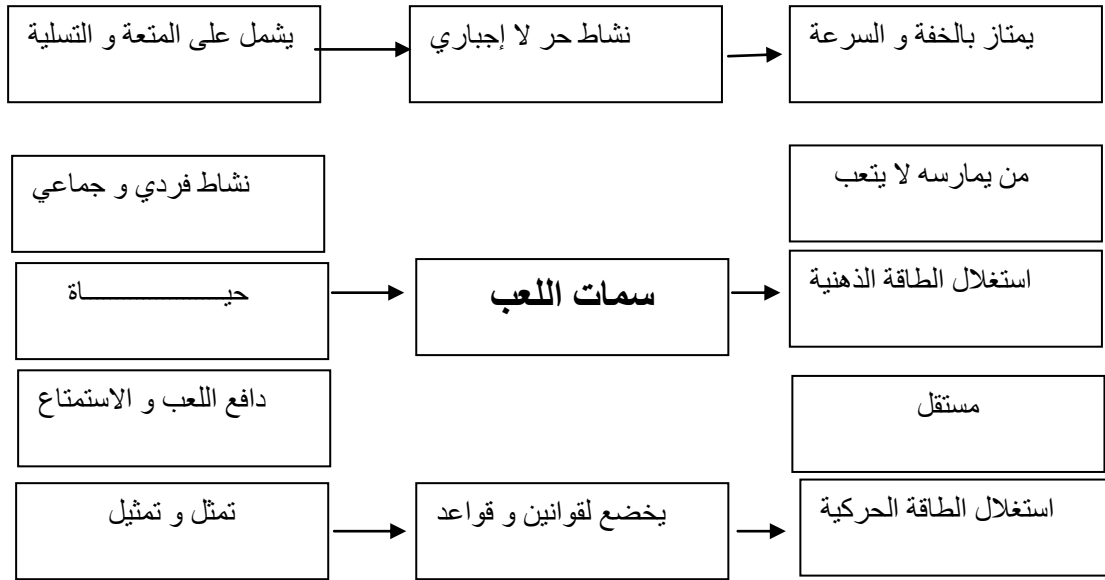 يمتاز بالخفة و السرعة
نشاط حر لا إجباري
يشمل على المتعة و التسلية
من يمارسه لا يتعب
نشاط فردي و جماعي
استغلال الطاقة الذهنية
سمات اللعب
حيــــــــــــــاة
مستقل
دافع اللعب و الاستمتاع
استغلال الطاقة الحركية
يخضع لقوانين و قواعد
تمثل و تمثيل